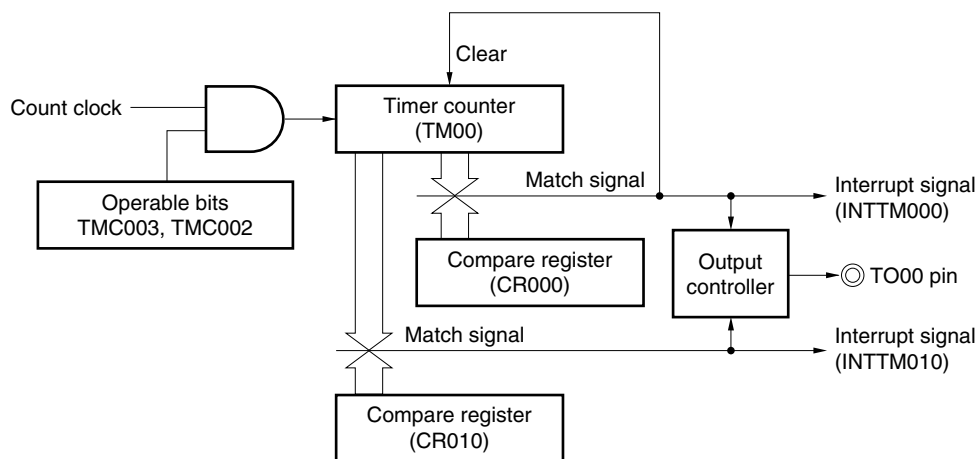 Clear
Count clock
Timer counter
(TM00)
Operable bits
TMC003, TMC002
Match signal
Interrupt signal
(INTTM000)
Compare register
(CR000)
Output
controller
TO00 pin
Match signal
Interrupt signal
(INTTM010)
Compare register
(CR010)